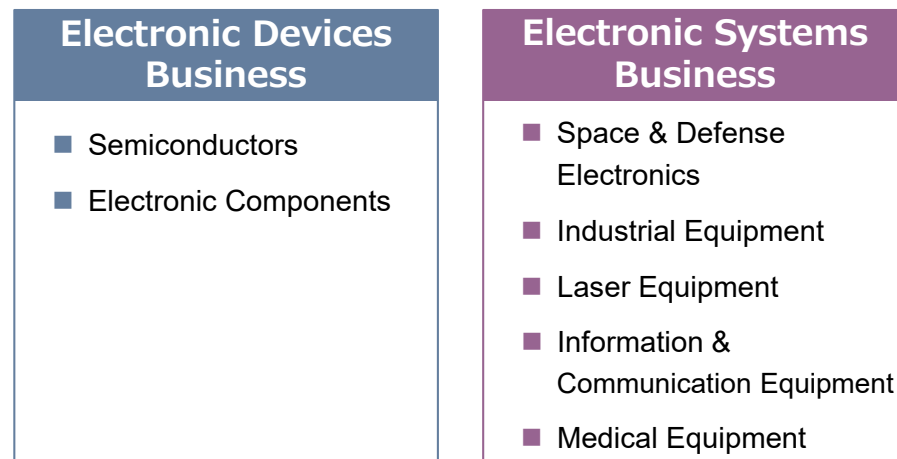 Electronic Devices
Business
■ Semiconductors
■ Electronic Components
Electronic Systems
Business
■ Space & Defense
Electronics
■ Industrial Equipment
■ Laser Equipment
■ Information &
Communication Equipment
■ Medical Equipment